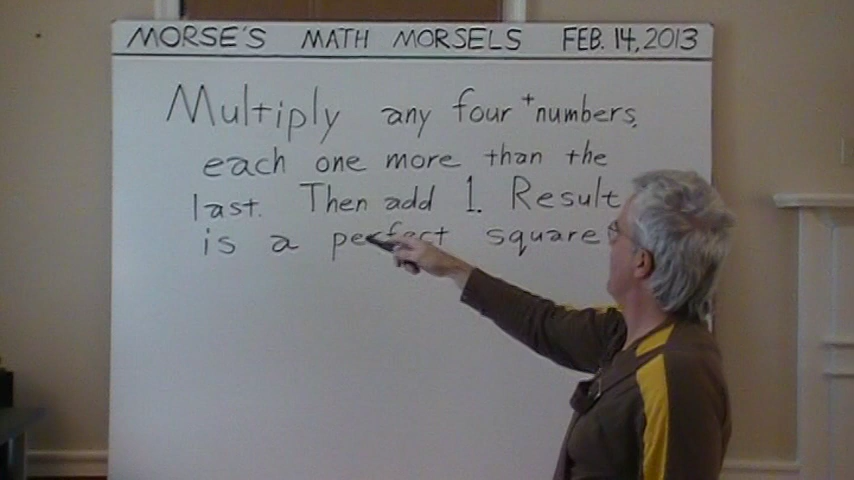 MORSE'S MATH MORSELS FEB. 14, 2013
Multiply any four + numbers,
each one more than the
last. Then add 1. Result
is a perfect square